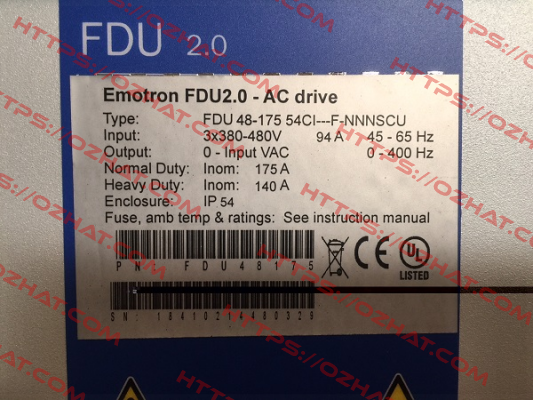 FDU 2.0
Emotron FDU2.0 - AC drive
Type: FDU 48-175 54CI---F-NNNSCU
Input: 3x380-480V 94 A 45 - 65 Hz
Output: 0 - Input VAC 0 - 400 Hz
Normal Duty: Inom: 175 A
Heavy Duty: Inom: 140 A
Enclosure: IP 54
Fuse, amb temp & ratings: See instruction manual
PN FDU48175
CE UL LISTED
HTTPS://OZHAT.COM